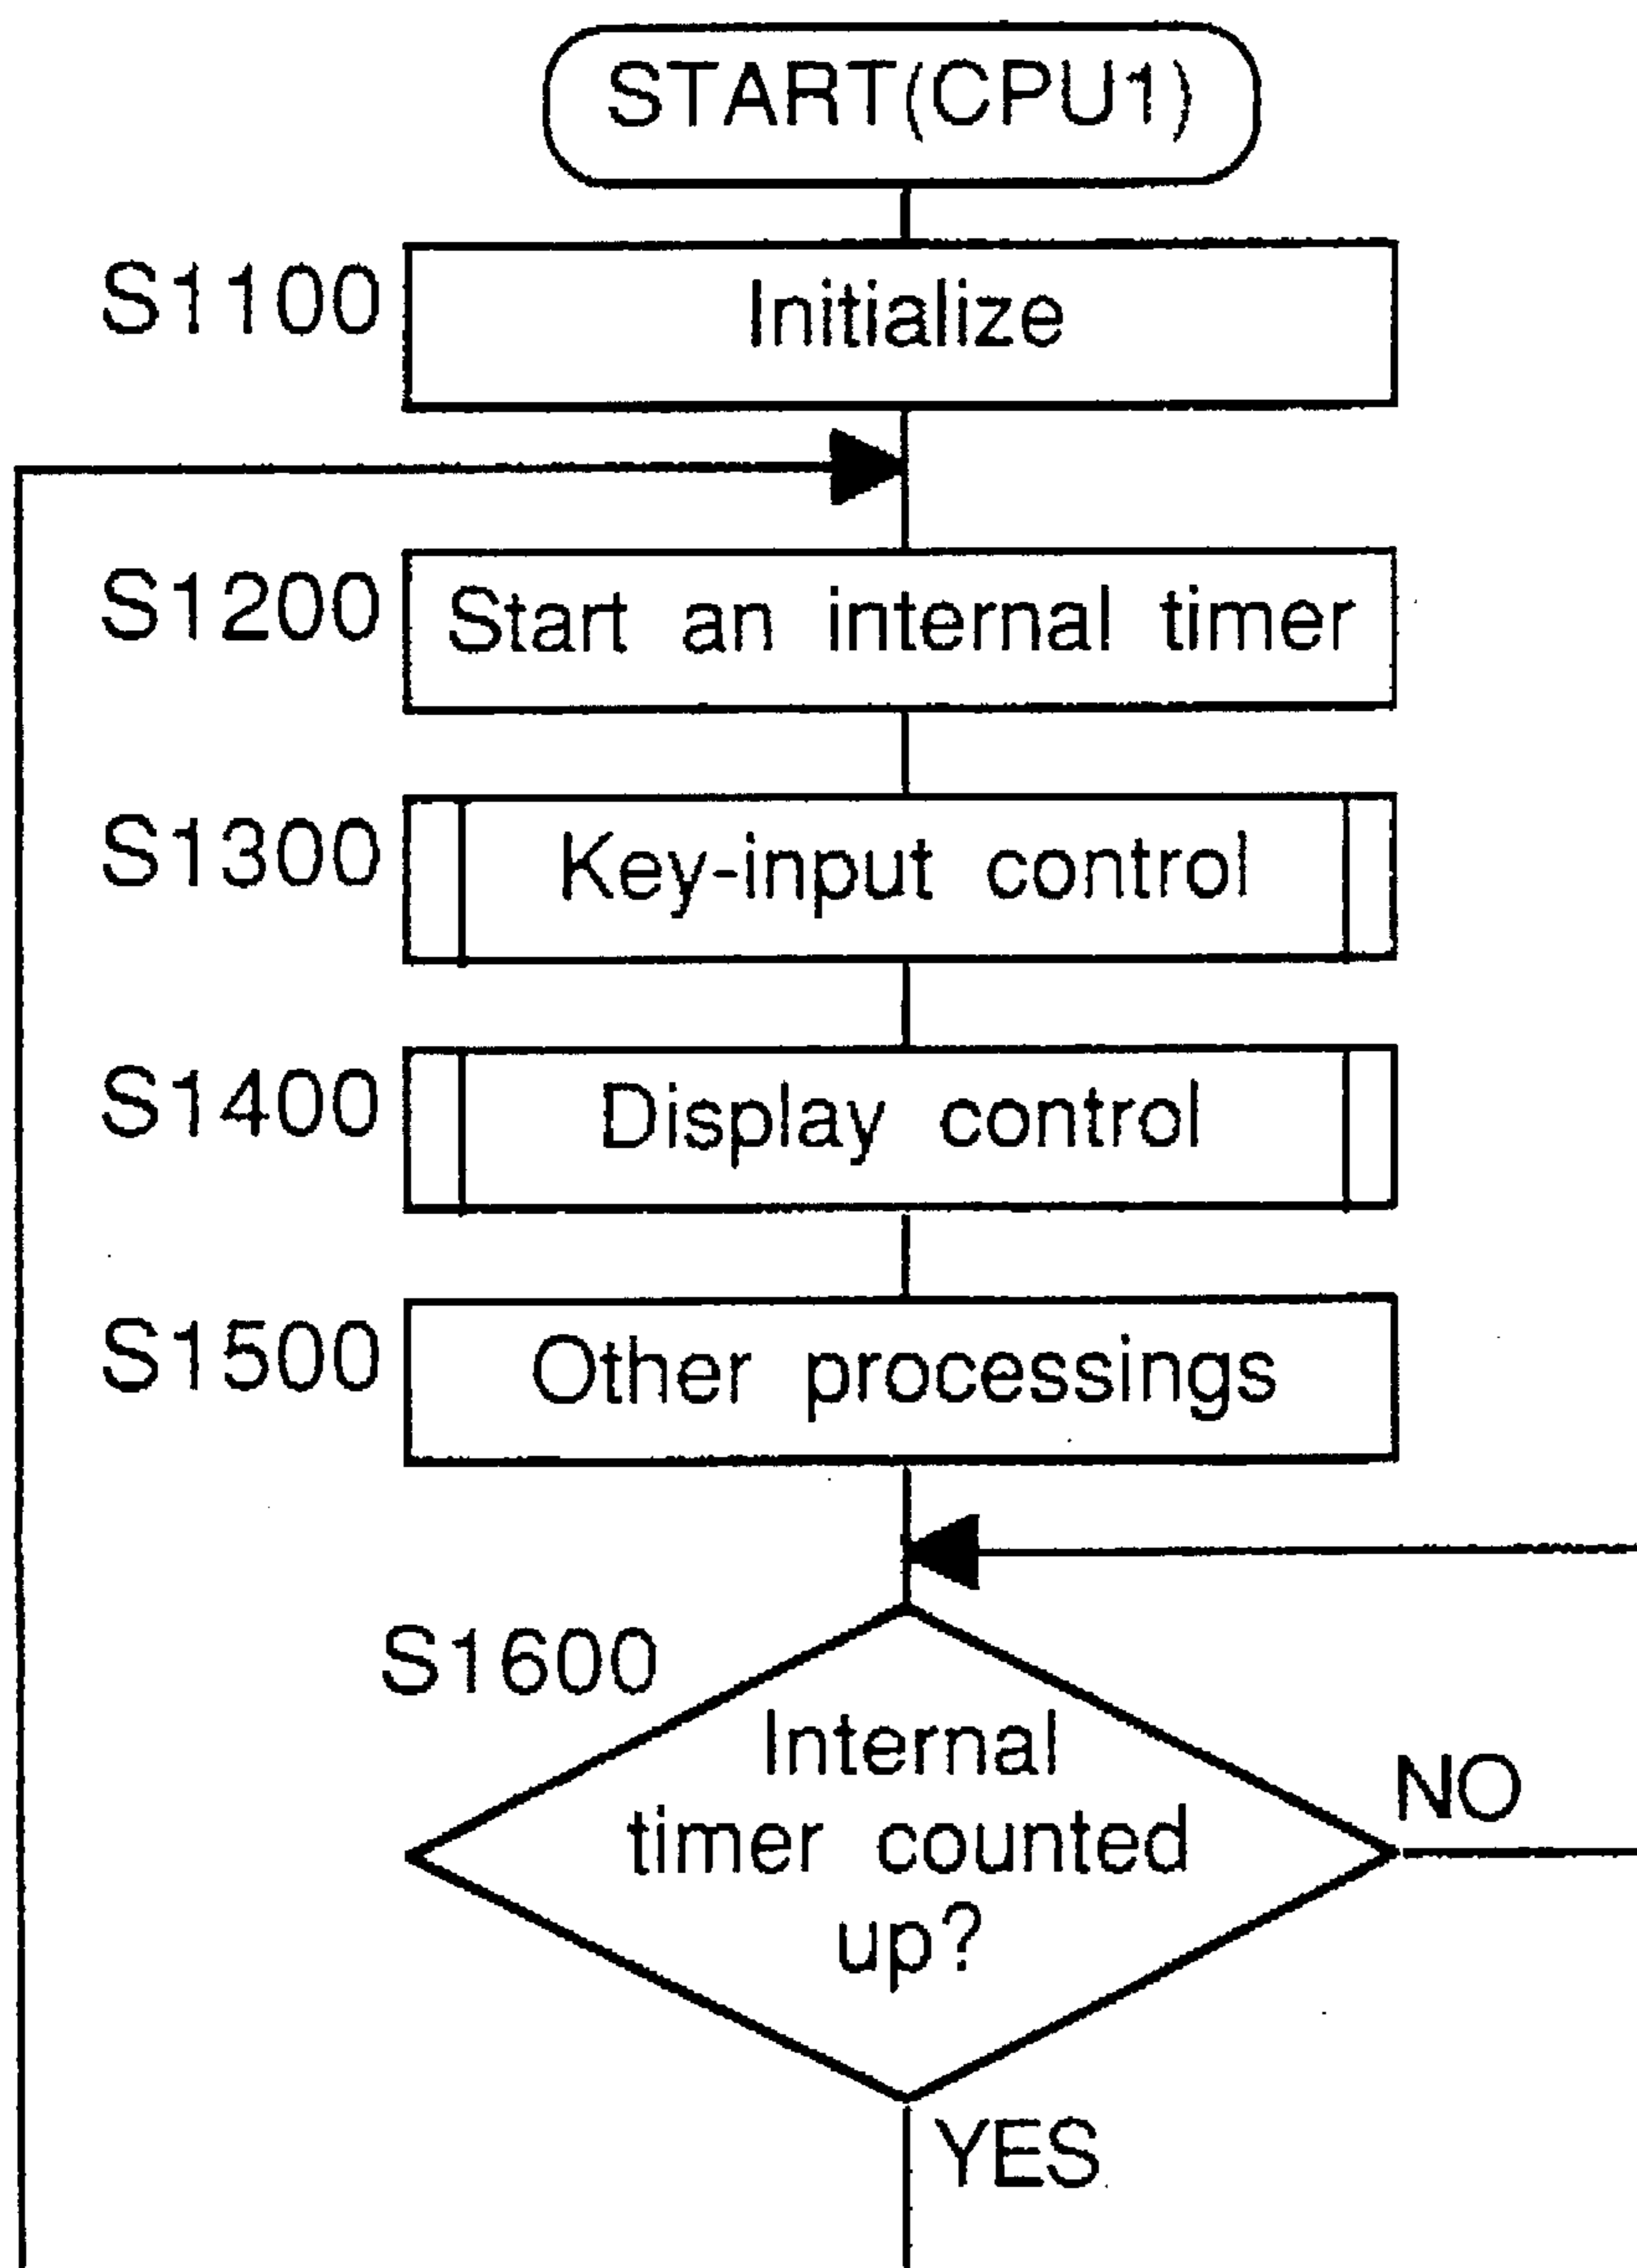 START(CPU1)
S1100
Initialize
S1200
Start an internal timer
S1300
Key-input control
S1400
Display control
S1500
Other processings
S1600
Internal
timer counted
up?
NO
YES